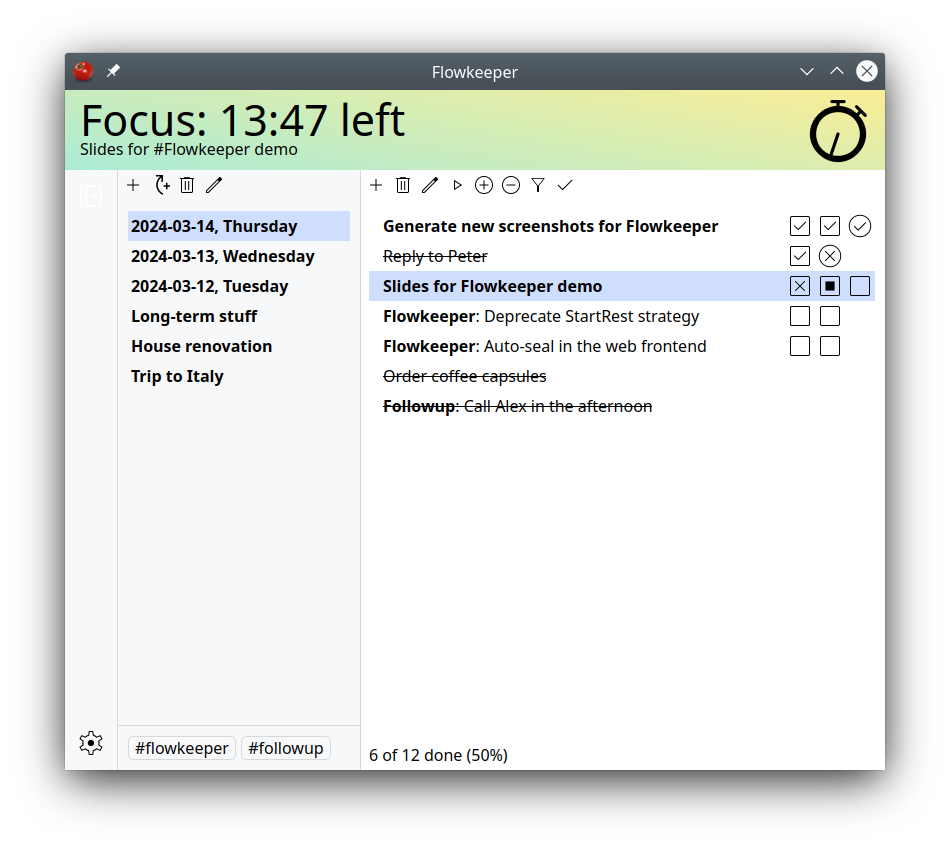 Flowkeeper
Focus: 13:47 left
Slides for #Flowkeeper demo
2024-03-14, Thursday
2024-03-13, Wednesday
2024-03-12, Tuesday
Long-term stuff
House renovation
Trip to Italy
#flowkeeper #followup
Generate new screenshots for Flowkeeper
Reply to Peter
Slides for Flowkeeper demo
Flowkeeper: Deprecate StartRest strategy
Flowkeeper: Auto-seal in the web frontend
Order coffee capsules
Followup: Call Alex in the afternoon
6 of 12 done (50%)